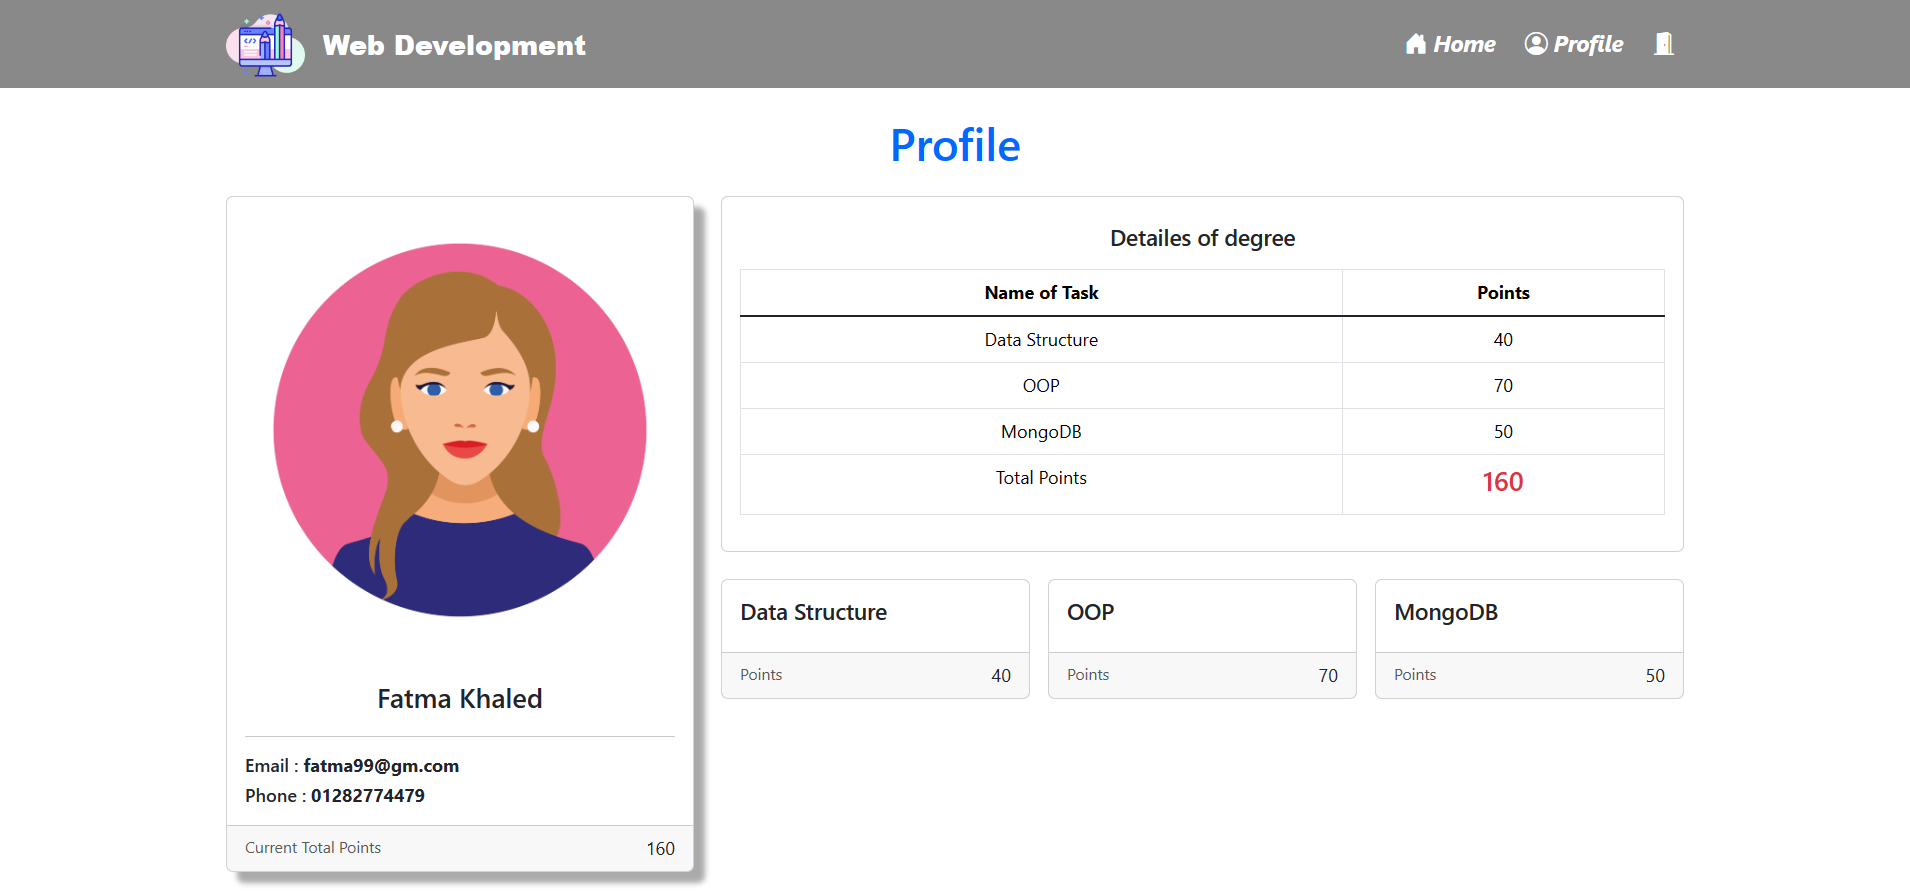 Web Development
Home Profile
Profile
Fatma Khaled
Email : fatma99@gm.com
Phone : 01282774479
Current Total Points 160
Detailes of degree
Name of Task Points
Data Structure 40
OOP 70
MongoDB 50
Total Points 160
Data Structure
Points 40
OOP
Points 70
MongoDB
Points 50